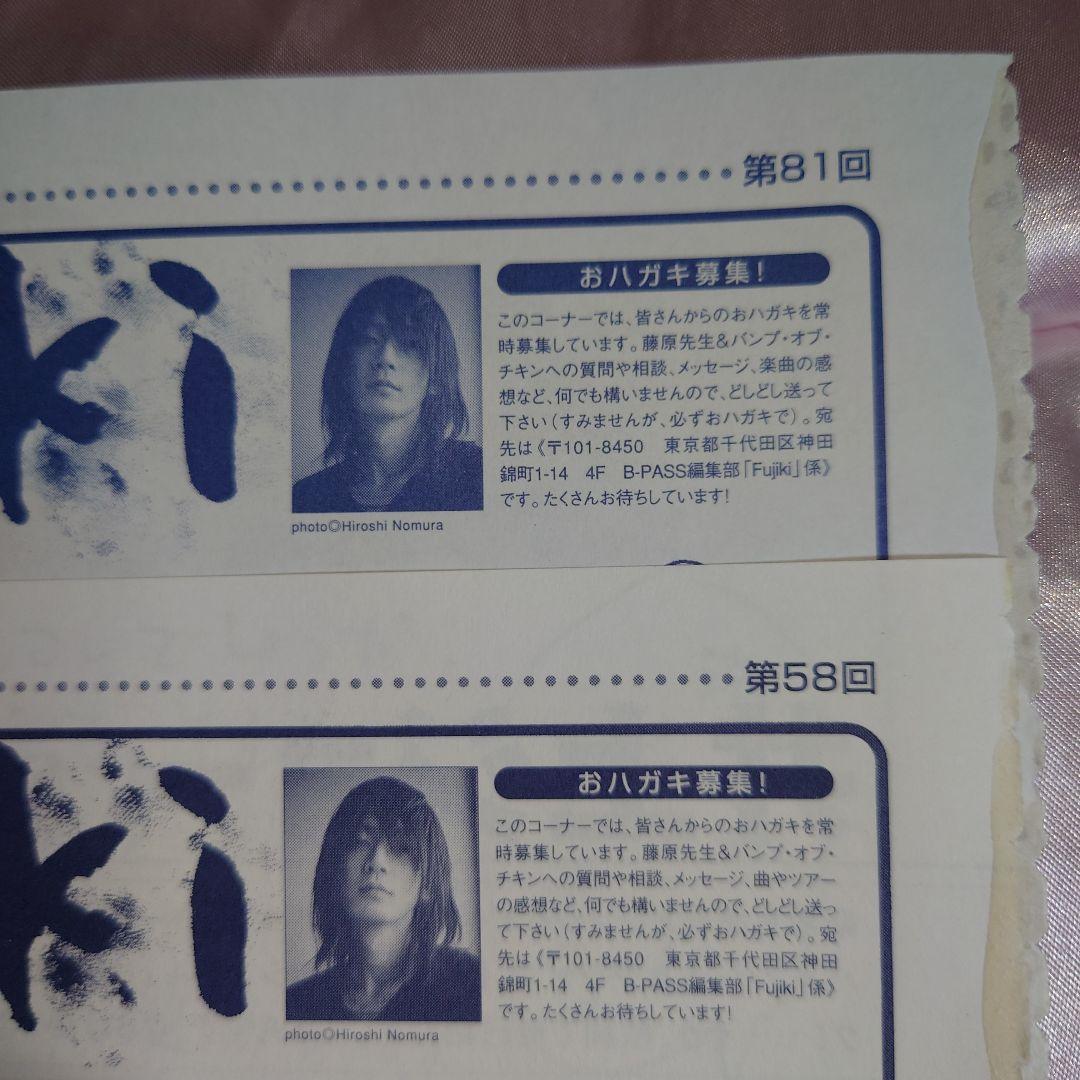 第81回
ki
おハガキ募集!
このコーナーでは、皆さんからのおハガキを常
時募集しています。藤原先生&バンプ・オブ・
チキンへの質問や相談、メッセージ、楽曲の感
想など、何でも構いませんので、どしどし送って
下さい(すみませんが、必ずおハガキで)。宛
先は《〒101-8450 東京都千代田区神田
錦町1-14 4F B-PASS編集部「Fujiki」係》
です。たくさんお待ちしています!
photo◎Hiroshi Nomura
第58回
ki
おハガキ募集!
このコーナーでは、皆さんからのおハガキを常
時募集しています。藤原先生&バンプ・オブ・
チキンへの質問や相談、メッセージ、曲やツアー
の感想など、何でも構いませんので、どしどし送っ
て下さい(すみませんが、必ずおハガキで)。宛
先は《〒101-8450 東京都千代田区神田
錦町1-14 4F B-PASS編集部「Fujiki」係》
です。たくさんお待ちしています!
photo◎Hiroshi Nomura